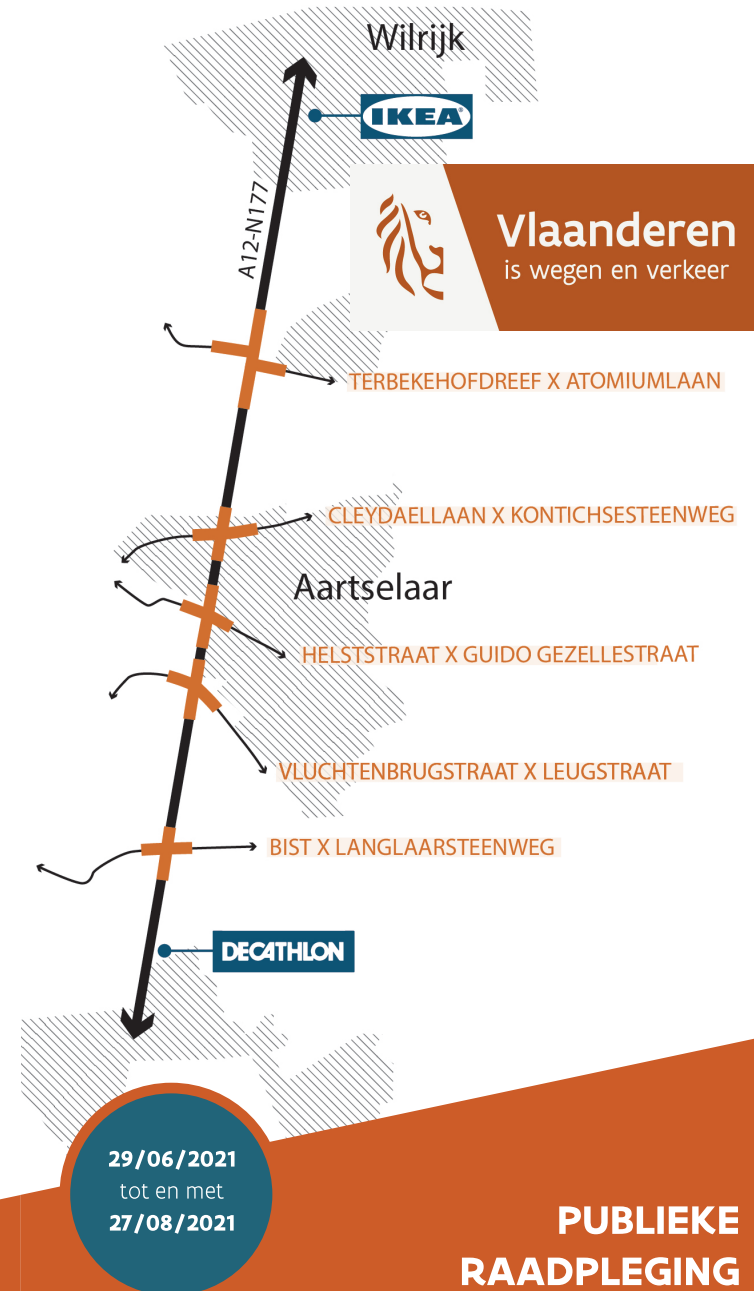 Wilrijk
IKEA®
A12-N177
Vlaanderen
is wegen en verkeer
TERBEKEHOFDREEF X ATOMIUMLAAN
CLEYDAELLAAN X KONTICHSESTEENWEG
Aartselaar
HELSTSTRAAT X GUIDO GEZELLESTRAAT
VLUCHTENBRUGSTRAAT X LEUGSTRAAT
BIST X LANGLAARSTEENWEG
DECATHLON
29/06/2021
tot en met
27/08/2021
PUBLIEKE
RAADPLEGING